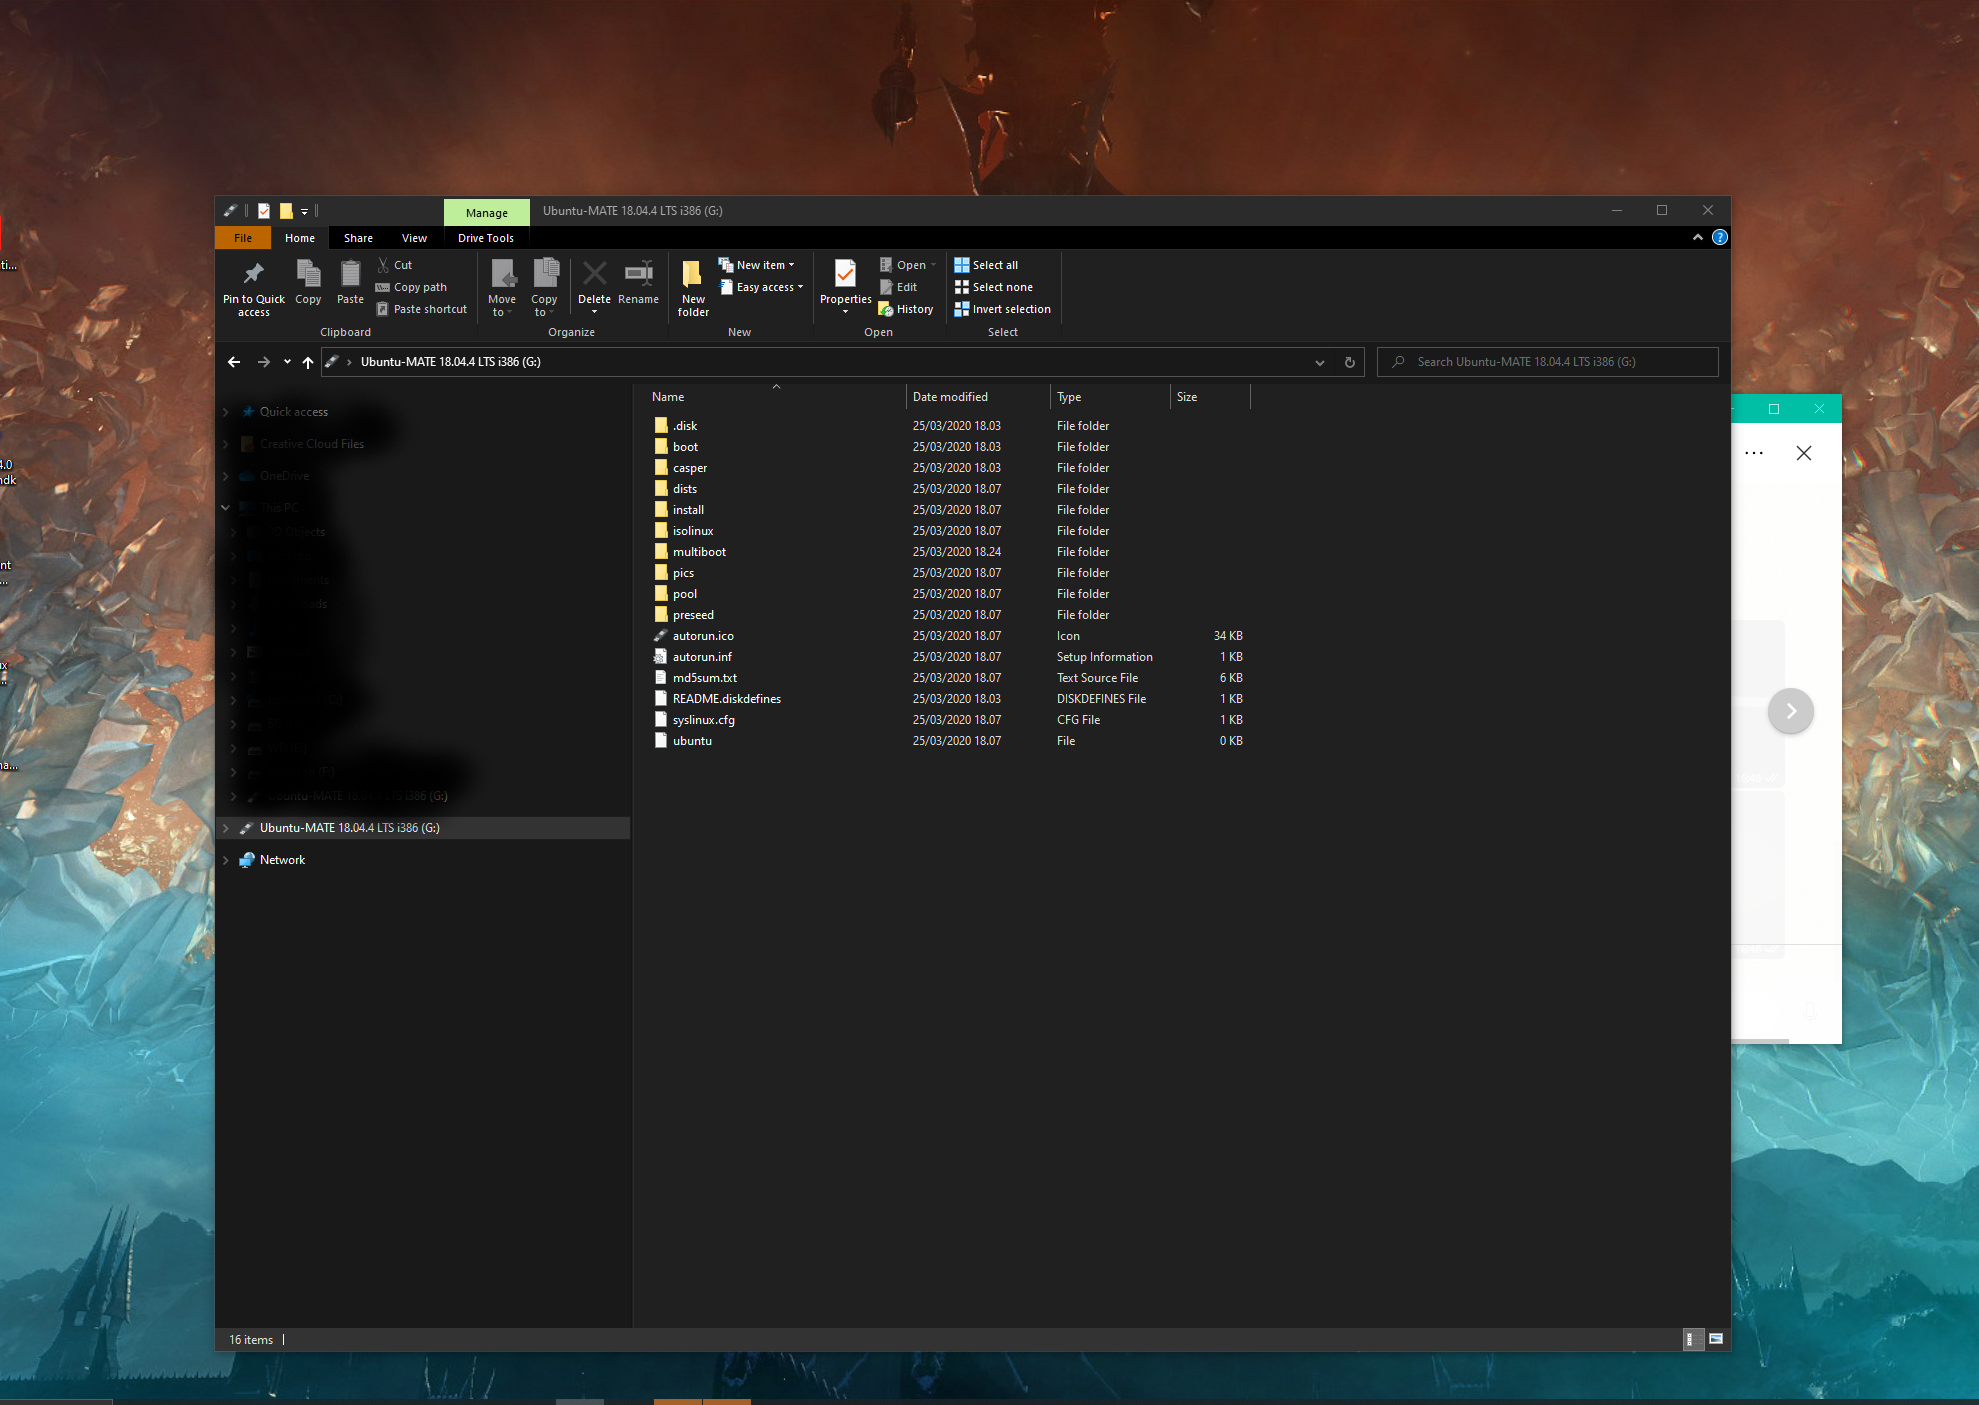 Manage
Ubuntu-MATE 18.04.4 LTS i386 (G:)
File
Home
Share
View
Drive Tools
Pin to Quick access
Copy
Paste
Cut
Copy path
Paste shortcut
Clipboard
Move to
Copy to
Delete
Rename
Organize
New folder
New item
Easy access
New
Properties
Open
Edit
History
Open
Select all
Select none
Invert selection
Select
Ubuntu-MATE 18.04.4 LTS i386 (G:)
Search Ubuntu-MATE 18.04.4 LTS i386 (G:)
Quick access
Creative Cloud Files
OneDrive
This PC
Objects
Ubuntu-MATE 18.04.4 LTS i386 (G:)
Ubuntu-MATE 18.04.4 LTS i386 (G:)
Network
Name Date modified Type Size
.disk 25/03/2020 18.03 File folder
boot 25/03/2020 18.03 File folder
casper 25/03/2020 18.03 File folder
dists 25/03/2020 18.07 File folder
install 25/03/2020 18.07 File folder
isolinux 25/03/2020 18.07 File folder
multiboot 25/03/2020 18.24 File folder
pics 25/03/2020 18.07 File folder
pool 25/03/2020 18.07 File folder
preseed 25/03/2020 18.07 File folder
autorun.ico 25/03/2020 18.07 Icon 34 KB
autorun.inf 25/03/2020 18.07 Setup Information 1 KB
md5sum.txt 25/03/2020 18.07 Text Source File 6 KB
README.diskdefines 25/03/2020 18.03 DISKDEFINES File 1 KB
syslinux.cfg 25/03/2020 18.07 CFG File 1 KB
ubuntu 25/03/2020 18.07 File 0 KB
16 items